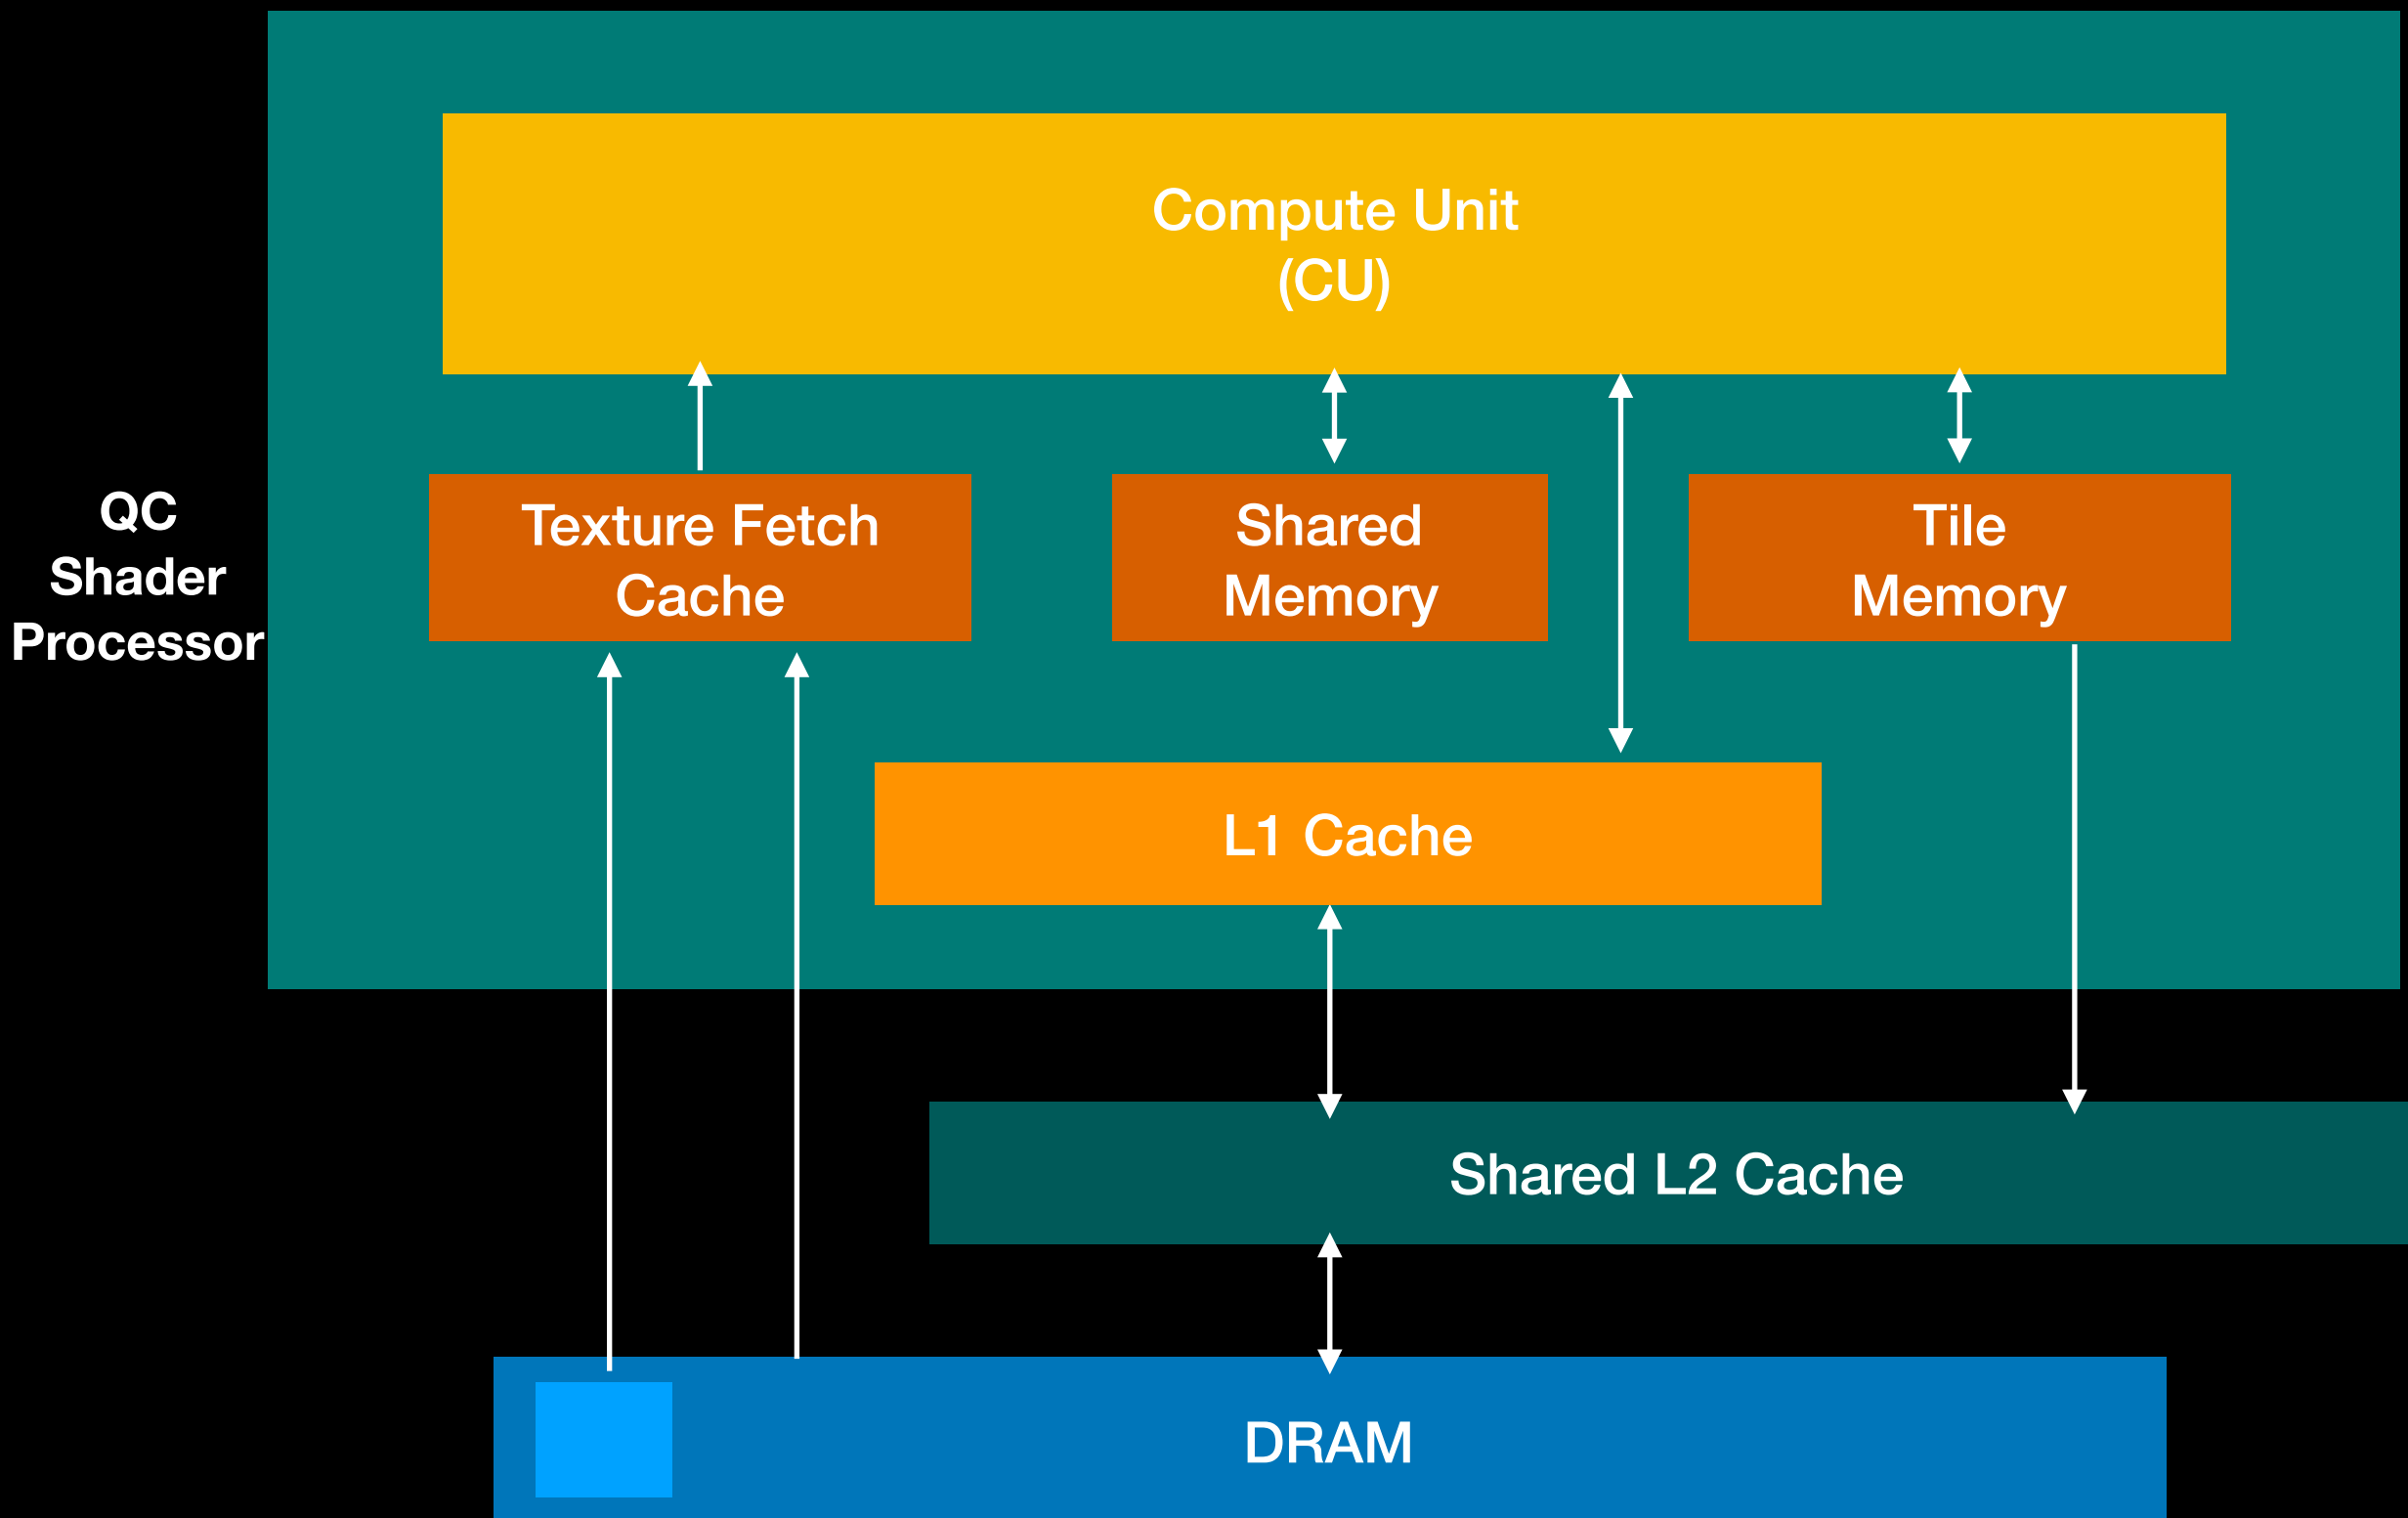 Compute Unit
(CU)
QC
Shader
Processor
Texture Fetch
Cache
Shared
Memory
Tile
Memory
L1 Cache
Shared L2 Cache
DRAM